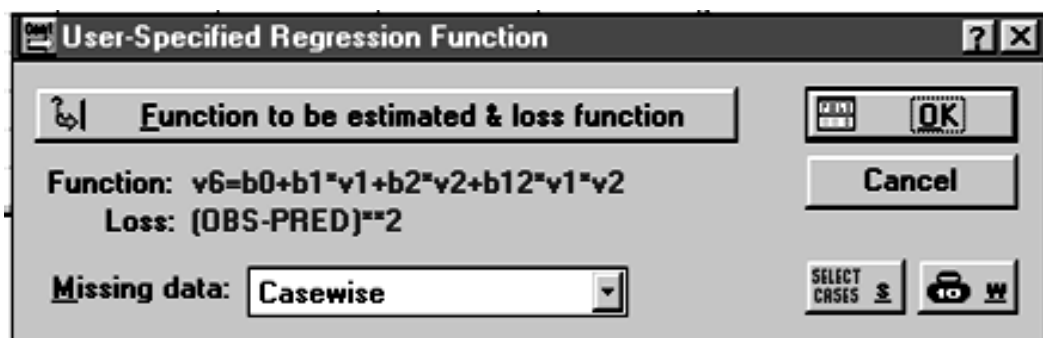 User-Specified Regression Function ? X
Function to be estimated & loss function
OK
Function: v6=b0+b1*v1+b2*v2+b12*v1*v2
Cancel
Loss: (OBS-PRED)**2
Missing data: Casewise
SELECT CASES S
10 W